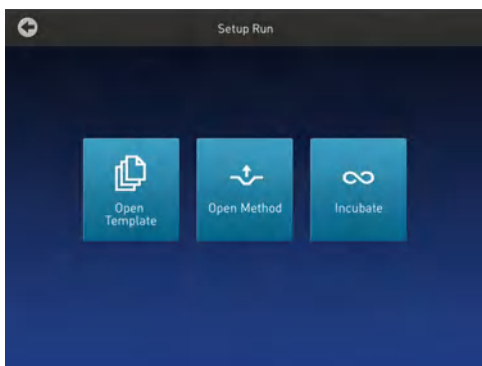 Setup Run
Open
Template
Open Method
Incubate